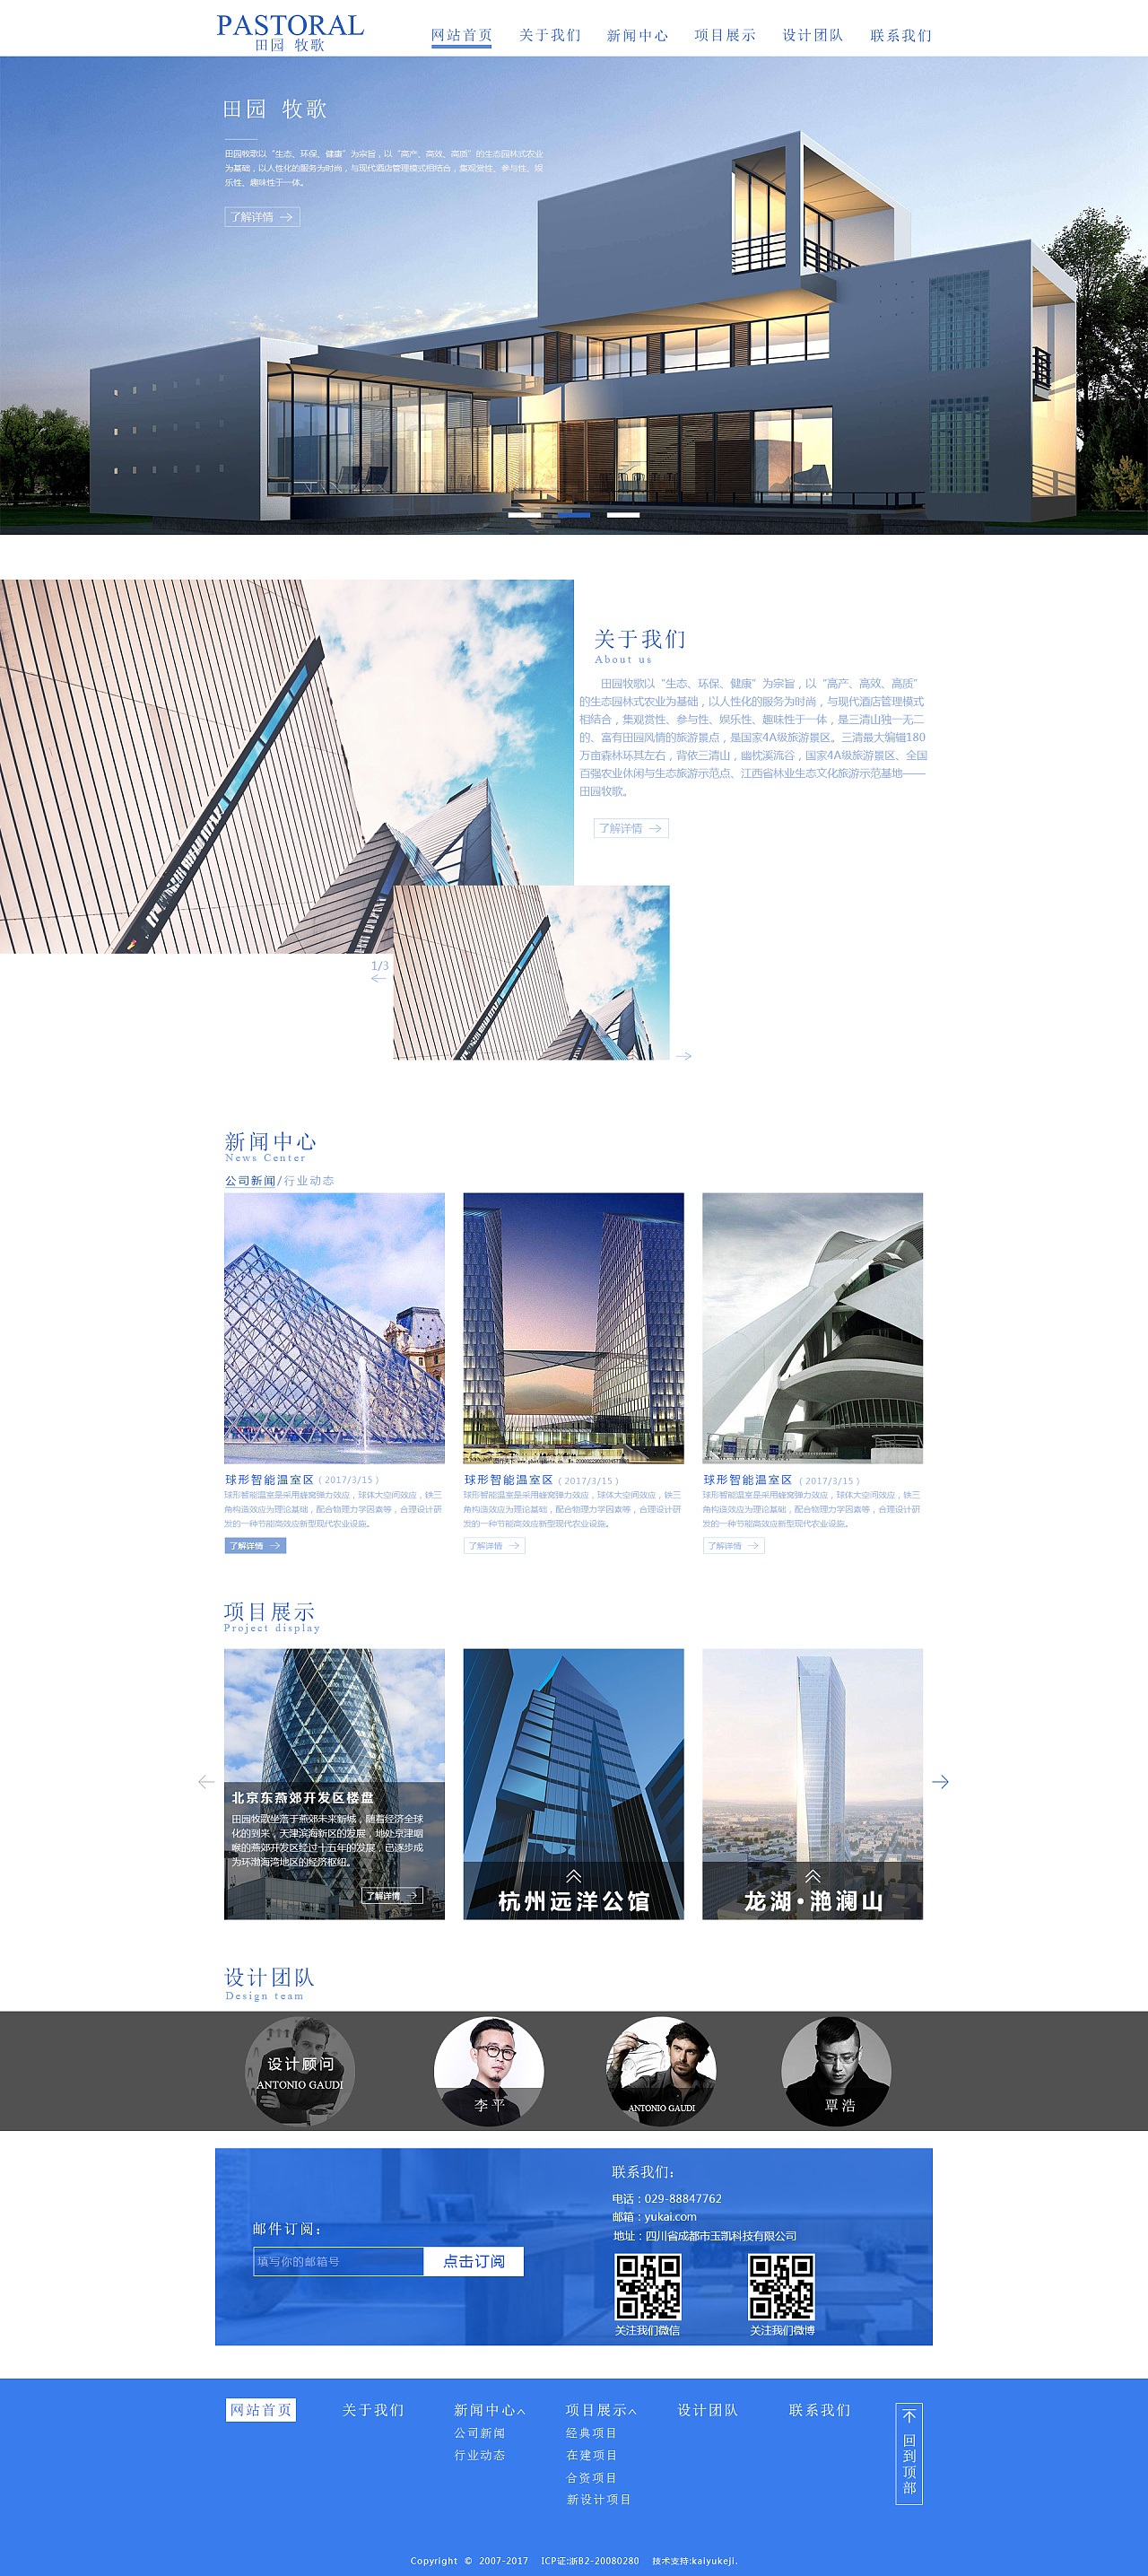 PASTORAL
田园 牧歌
网站首页 关于我们 新闻中心 项目展示 设计团队 联系我们
田园 牧歌
田园牧歌以“生态、环保、健康”为宗旨，以“高产、高效、高质”的生态园林式农业
为基础，以人性化的服务为时尚，与现代酒店管理模式相结合，集观赏性、参与性、娱
乐性、趣味性于一体。
了解详情
关于我们
About us
田园牧歌以“生态、环保、健康”为宗旨，以“高产、高效、高质”
的生态园林式农业为基础，以人性化的服务为时尚，与现代酒店管理模式
相结合，集观赏性、参与性、娱乐性、趣味性于一体，是三清山独一无二
的、富有田园风情的旅游景点，是国家4A级旅游景区。三清最大编辑180
万亩森林环其左右，背依三清山，幽枕溪流谷，国家4A级旅游景区、全国
百强农业休闲与生态旅游示范点、江西省林业生态文化旅游示范基地——
田园牧歌。
了解详情
1/3
新闻中心
News Center
公司新闻/行业动态
球形智能温室区 ( 2017/3/15 )
球形智能温室是采用蜂窝弹力效应，球体大空间效应，铁三
角构造效应为理论基础，配合物理力学因素等，合理设计研
发的一种节能高效应新型现代农业设施。
了解详情
球形智能温室区 ( 2017/3/15 )
球形智能温室是采用蜂窝弹力效应，球体大空间效应，铁三
角构造效应为理论基础，配合物理力学因素等，合理设计研
发的一种节能高效应新型现代农业设施。
了解详情
球形智能温室区 ( 2017/3/15 )
球形智能温室是采用蜂窝弹力效应，球体大空间效应，铁三
角构造效应为理论基础，配合物理力学因素等，合理设计研
发的一种节能高效应新型现代农业设施。
了解详情
项目展示
Project display
北京东燕郊开发区楼盘
田园牧歌坐落于燕郊未来新城，随着经济全球
化的到来，天津滨海新区的发展，地处京津咽
喉的燕郊开发区经过十五年的发展，已逐步成
为环渤海湾地区的经济枢纽。
了解详情
杭州远洋公馆
龙湖·滟澜山
设计团队
Design team
设计顾问
ANTONIO GAUDI
李平
ANTONIO GAUDI
覃浩
邮件订阅：
填写你的邮箱号
点击订阅
联系我们：
电话：029-88847762
邮箱：yukai.com
地址：四川省成都市玉凯科技有限公司
关注我们微信 关注我们微博
网站首页 关于我们 新闻中心 项目展示 设计团队 联系我们
公司新闻
行业动态
经典项目
在建项目
合资项目
新设计项目
回到顶部
Copyright © 2007-2017 ICP证:浙B2-20080280 技术支持:kaiyukeji.